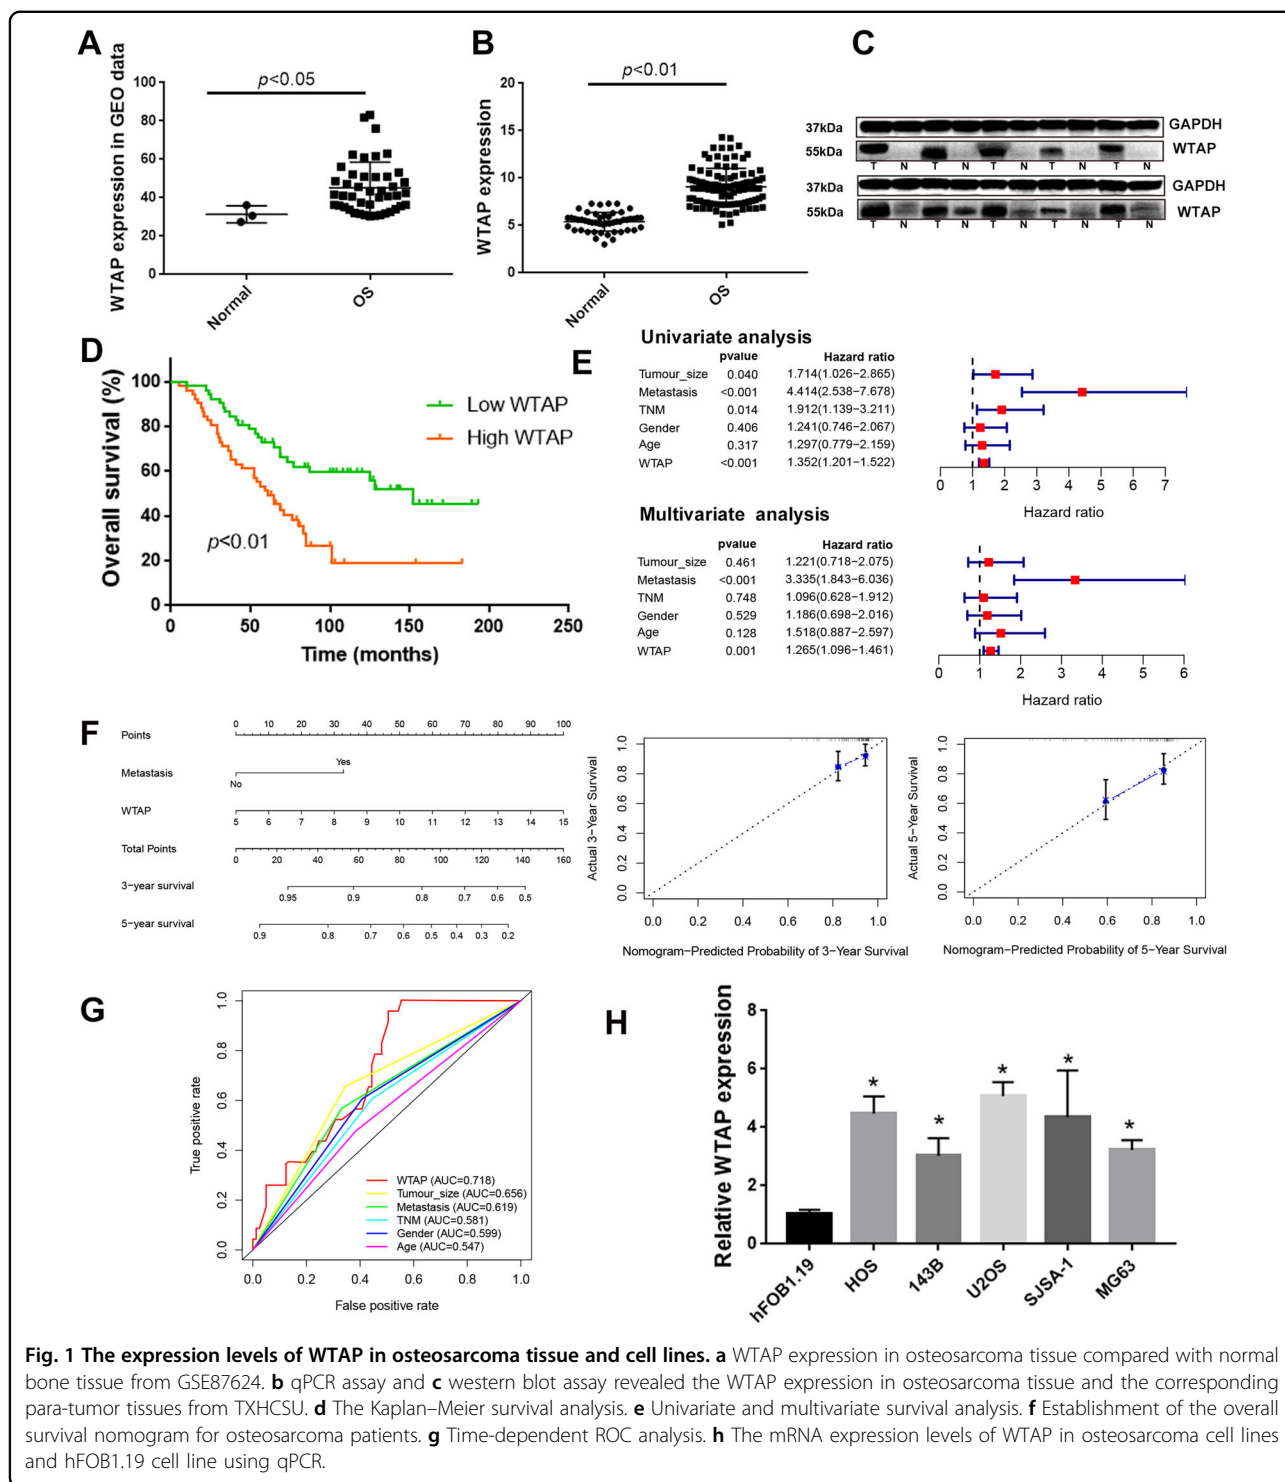 A
WTAP expression in GEO data
p<0.05
100
80
60
40
20
0
Normal
OS
B
WTAP expression
p<0.01
20
15
10
5
0
Normal
OS
C
37kDa
GAPDH
55kDa
WTAP
T N T N T N T N T N
37kDa
GAPDH
55kDa
WTAP
T N T N T N T N T N
D
Overall survival (%)
100
80
60
40
20
0
Low WTAP
High WTAP
p<0.01
0 50 100 150 200 250
Time (months)
E
Univariate analysis
pvalue Hazard ratio
Tumour_size 0.040 1.714(1.026−2.865)
Metastasis <0.001 4.414(2.538−7.678)
TNM 0.014 1.912(1.139−3.211)
Gender 0.406 1.241(0.746−2.067)
Age 0.317 1.297(0.779−2.159)
WTAP <0.001 1.352(1.201−1.522)
0 1 2 3 4 5 6 7
Hazard ratio
Multivariate analysis
pvalue Hazard ratio
Tumour_size 0.461 1.221(0.718−2.075)
Metastasis <0.001 3.335(1.843−6.036)
TNM 0.748 1.096(0.628−1.912)
Gender 0.529 1.186(0.698−2.016)
Age 0.128 1.518(0.887−2.597)
WTAP 0.001 1.265(1.096−1.461)
0 1 2 3 4 5 6
Hazard ratio
F
Points
0 10 20 30 40 50 60 70 80 90 100
Metastasis
Yes
No
WTAP
5 6 7 8 9 10 11 12 13 14 15
Total Points
0 20 40 60 80 100 120 140 160
3−year survival
0.95 0.9 0.8 0.7 0.6 0.5
5−year survival
0.9 0.8 0.7 0.6 0.5 0.4 0.3 0.2
Actual 3−Year Survival
1.0
0.8
0.6
0.4
0.2
0.0
0.0 0.2 0.4 0.6 0.8 1.0
Nomogram−Predicted Probability of 3−Year Survival
Actual 5−Year Survival
1.0
0.8
0.6
0.4
0.2
0.0
0.0 0.2 0.4 0.6 0.8 1.0
Nomogram−Predicted Probability of 5−Year Survival
G
True positive rate
1.0
0.8
0.6
0.4
0.2
0.0
WTAP (AUC=0.718)
Tumour_size (AUC=0.656)
Metastasis (AUC=0.619)
TNM (AUC=0.581)
Gender (AUC=0.599)
Age (AUC=0.547)
0.0 0.2 0.4 0.6 0.8 1.0
False positive rate
H
Relative WTAP expression
8
6
4
2
0
* * * * *
hFOB1.19
HOS
143B
U2OS
SJSA-1
MG63
Fig. 1 The expression levels of WTAP in osteosarcoma tissue and cell lines. a WTAP expression in osteosarcoma tissue compared with normal
bone tissue from GSE87624. b qPCR assay and c western blot assay revealed the WTAP expression in osteosarcoma tissue and the corresponding
para-tumor tissues from TXHCSU. d The Kaplan–Meier survival analysis. e Univariate and multivariate survival analysis. f Establishment of the overall
survival nomogram for osteosarcoma patients. g Time-dependent ROC analysis. h The mRNA expression levels of WTAP in osteosarcoma cell lines
and hFOB1.19 cell line using qPCR.